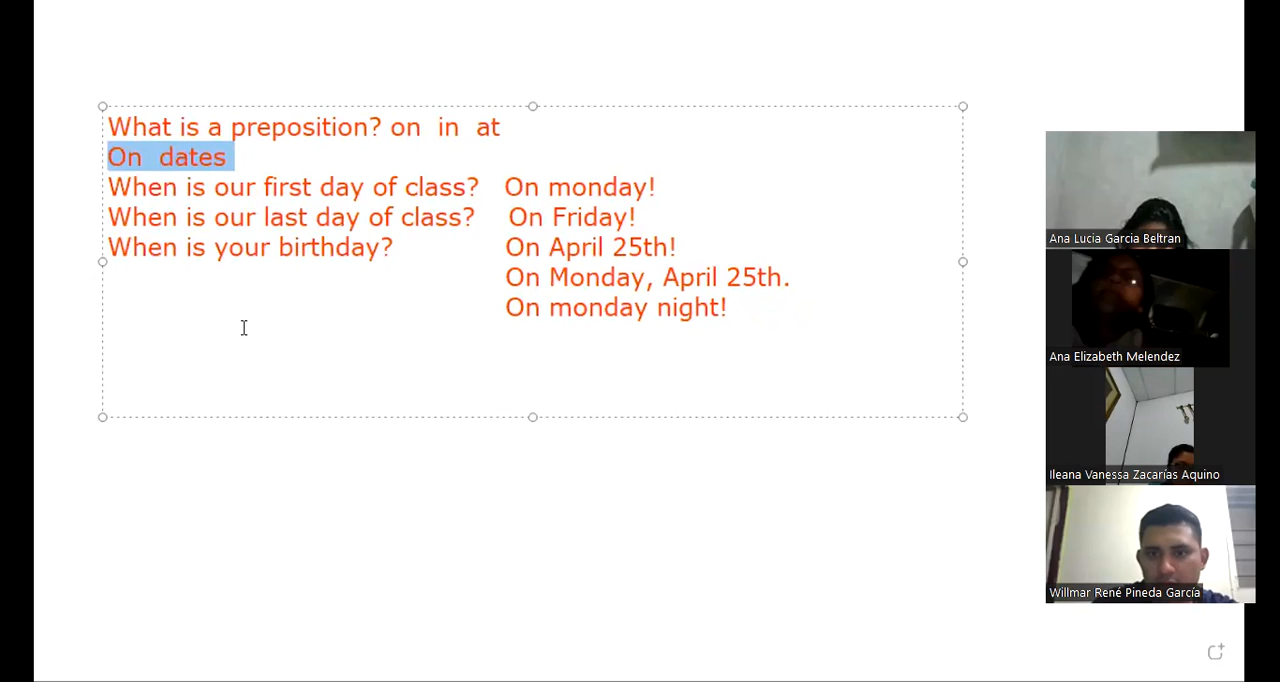 What is a preposition? on in at
On dates
When is our first day of class? On monday!
When is our last day of class? On Friday!
When is your birthday? On April 25th!
On Monday, April 25th.
On monday night!
Ana Lucia Garcia Beltran
Ana Elizabeth Melendez
Ileana Vanessa Zacarías Aquino
Willmar René Pineda García